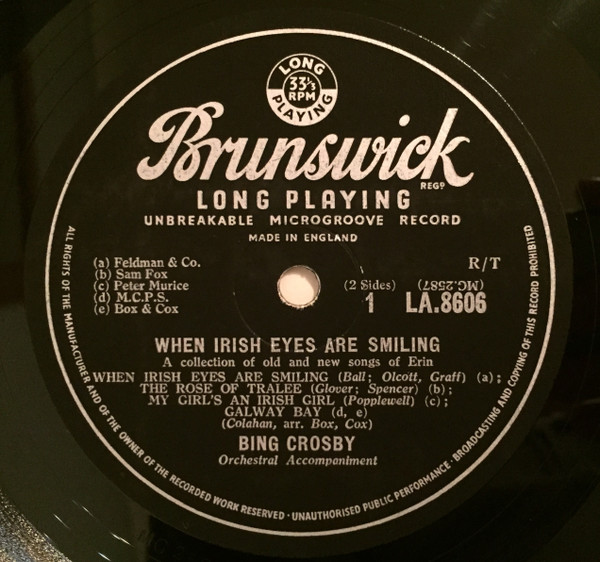 LONG
33⅓
RPM
PLAYING
Brunswick
REGD
LONG PLAYING
UNBREAKABLE MICROGROOVE RECORD
MADE IN ENGLAND
(a) Feldman & Co.
(b) Sam Fox
(c) Peter Murice
(d) M.C.P.S.
(e) Box & Cox
R/T
(2 Sides) (MG.2587)
1 LA.8606
WHEN IRISH EYES ARE SMILING
A collection of old and new songs of Erin
WHEN IRISH EYES ARE SMILING (Ball; Olcott, Graff) (a);
THE ROSE OF TRALEE (Glover; Spencer) (b);
MY GIRL'S AN IRISH GIRL (Popplewell) (c);
GALWAY BAY (d, e)
(Colahan, arr. Box, Cox)
BING CROSBY
Orchestral Accompaniment
ALL RIGHTS OF THE MANUFACTURER AND OF THE OWNER OF THE RECORDED WORK RESERVED · UNAUTHORISED PUBLIC PERFORMANCE · BROADCASTING AND COPYING OF THIS RECORD PROHIBITED